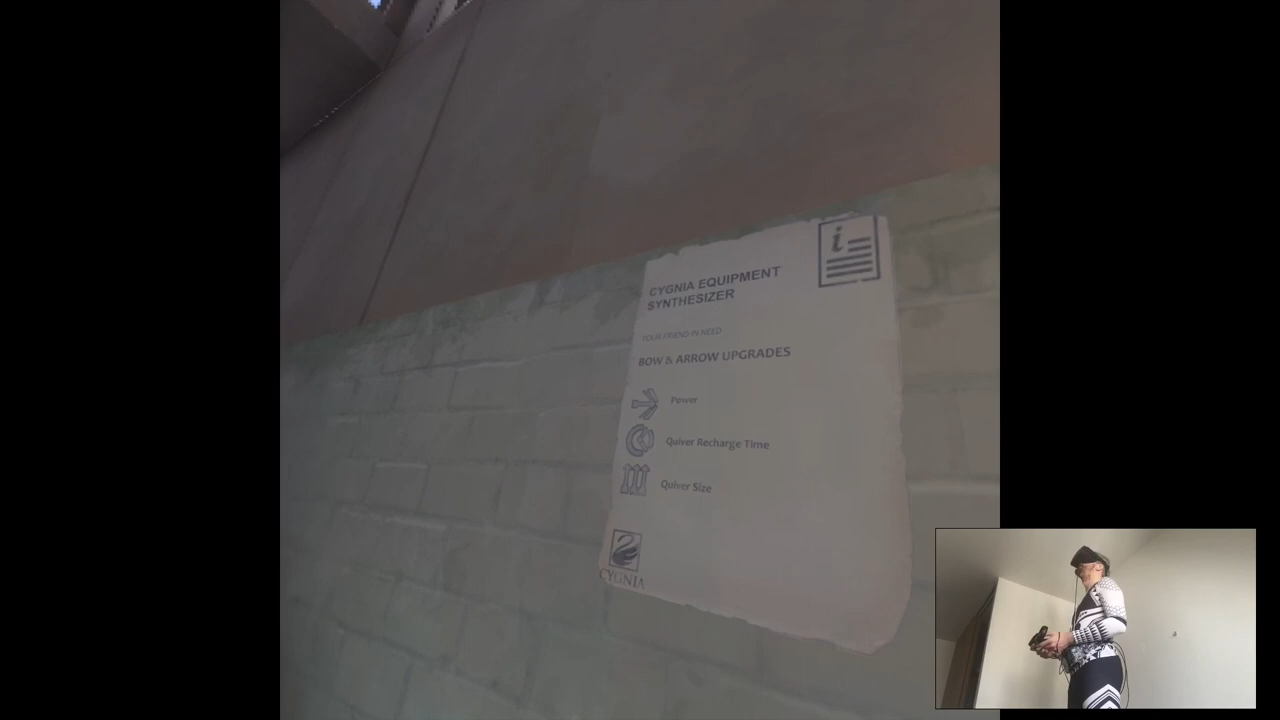 i
CYGNIA EQUIPMENT
SYNTHESIZER
YOUR FRIEND IN NEED
BOW & ARROW UPGRADES
Power
Quiver Recharge Time
Quiver Size
CYGNIA